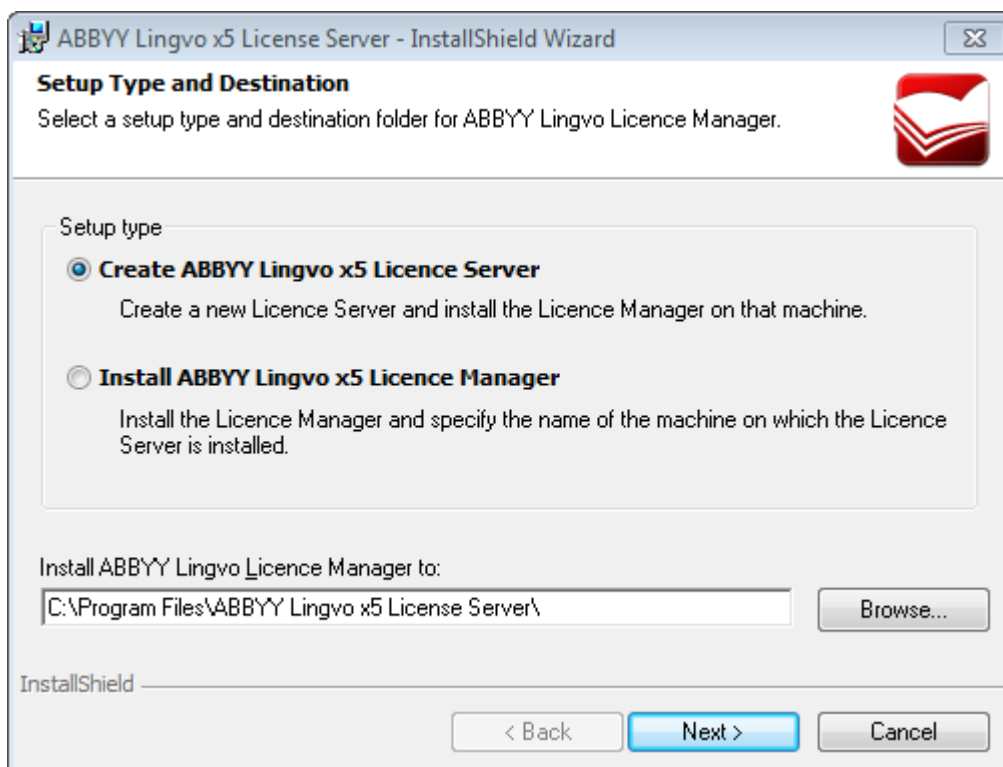 ABBYY Lingvo x5 License Server - InstallShield Wizard
Setup Type and Destination
Select a setup type and destination folder for ABBYY Lingvo Licence Manager.
Setup type
Create ABBYY Lingvo x5 Licence Server
Create a new Licence Server and install the Licence Manager on that machine.
Install ABBYY Lingvo x5 Licence Manager
Install the Licence Manager and specify the name of the machine on which the Licence
Server is installed.
Install ABBYY Lingvo Licence Manager to:
C:\Program Files\ABBYY Lingvo x5 License Server\
Browse...
InstallShield
< Back
Next >
Cancel